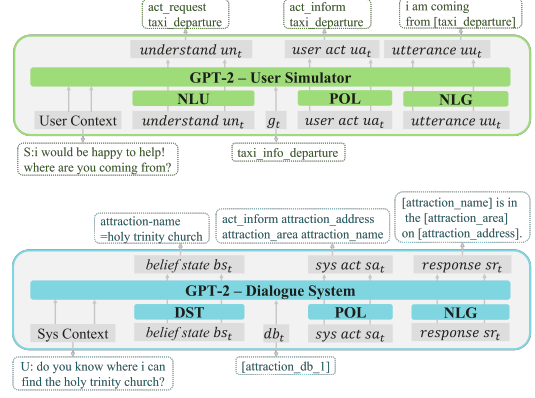 act_request
taxi_departure
act_inform
taxi_departure
i am coming
from [taxi_departure]
understand un_t
user act ua_t
utterance uu_t
GPT-2 – User Simulator
NLU
POL
NLG
User Context
understand un_t
g_t
user act ua_t
utterance uu_t
S:i would be happy to help!
where are you coming from?
taxi_info_departure
attraction-name
=holy trinity church
act_inform attraction_address
attraction_area attraction_name
[attraction_name] is in
the [attraction_area]
on [attraction_address].
belief state bs_t
sys act sa_t
response sr_t
GPT-2 – Dialogue System
DST
POL
NLG
Sys Context
belief state bs_t
db_t
sys act sa_t
response sr_t
U: do you know where i can
find the holy trinity church?
[attraction_db_1]